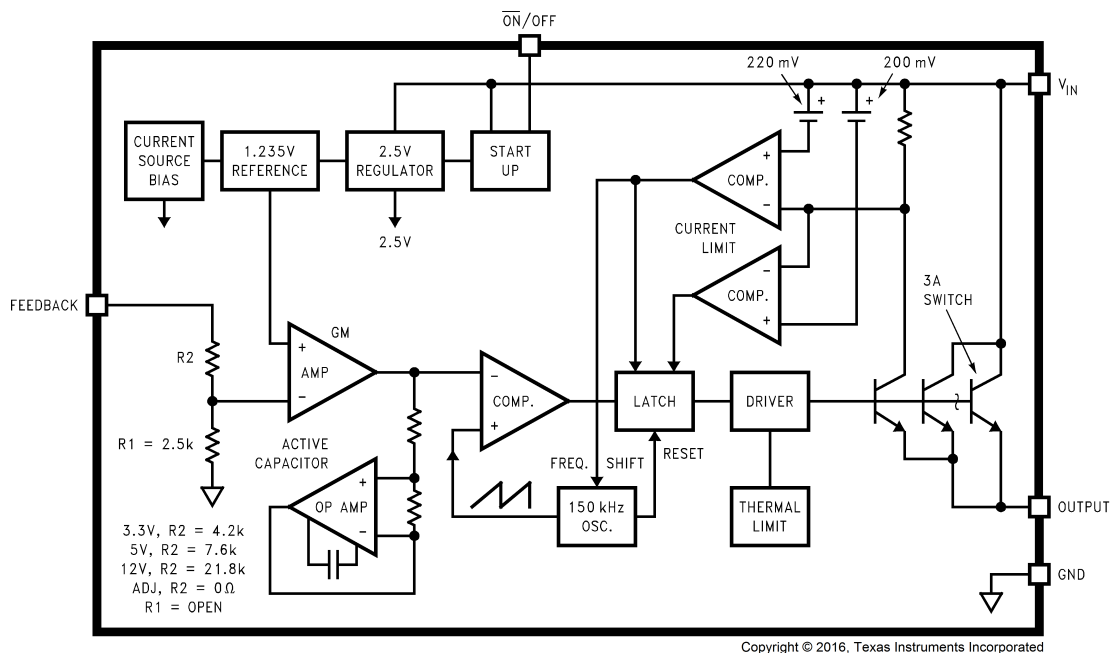 ON/OFF
220 mV
200 mV
VIN
+
+
CURRENT
SOURCE
BIAS
1.235V
REFERENCE
2.5V
REGULATOR
START
UP
+
COMP.
−
2.5V
CURRENT
LIMIT
−
COMP.
+
3A
SWITCH
FEEDBACK
R2
GM
+
AMP
−
−
COMP.
+
LATCH
DRIVER
R1 = 2.5k
ACTIVE
CAPACITOR
FREQ. SHIFT
RESET
+
OP AMP
−
150 kHz
OSC.
THERMAL
LIMIT
OUTPUT
3.3V, R2 = 4.2k
5V, R2 = 7.6k
12V, R2 = 21.8k
ADJ, R2 = 0Ω
R1 = OPEN
GND
Copyright © 2016, Texas Instruments Incorporated